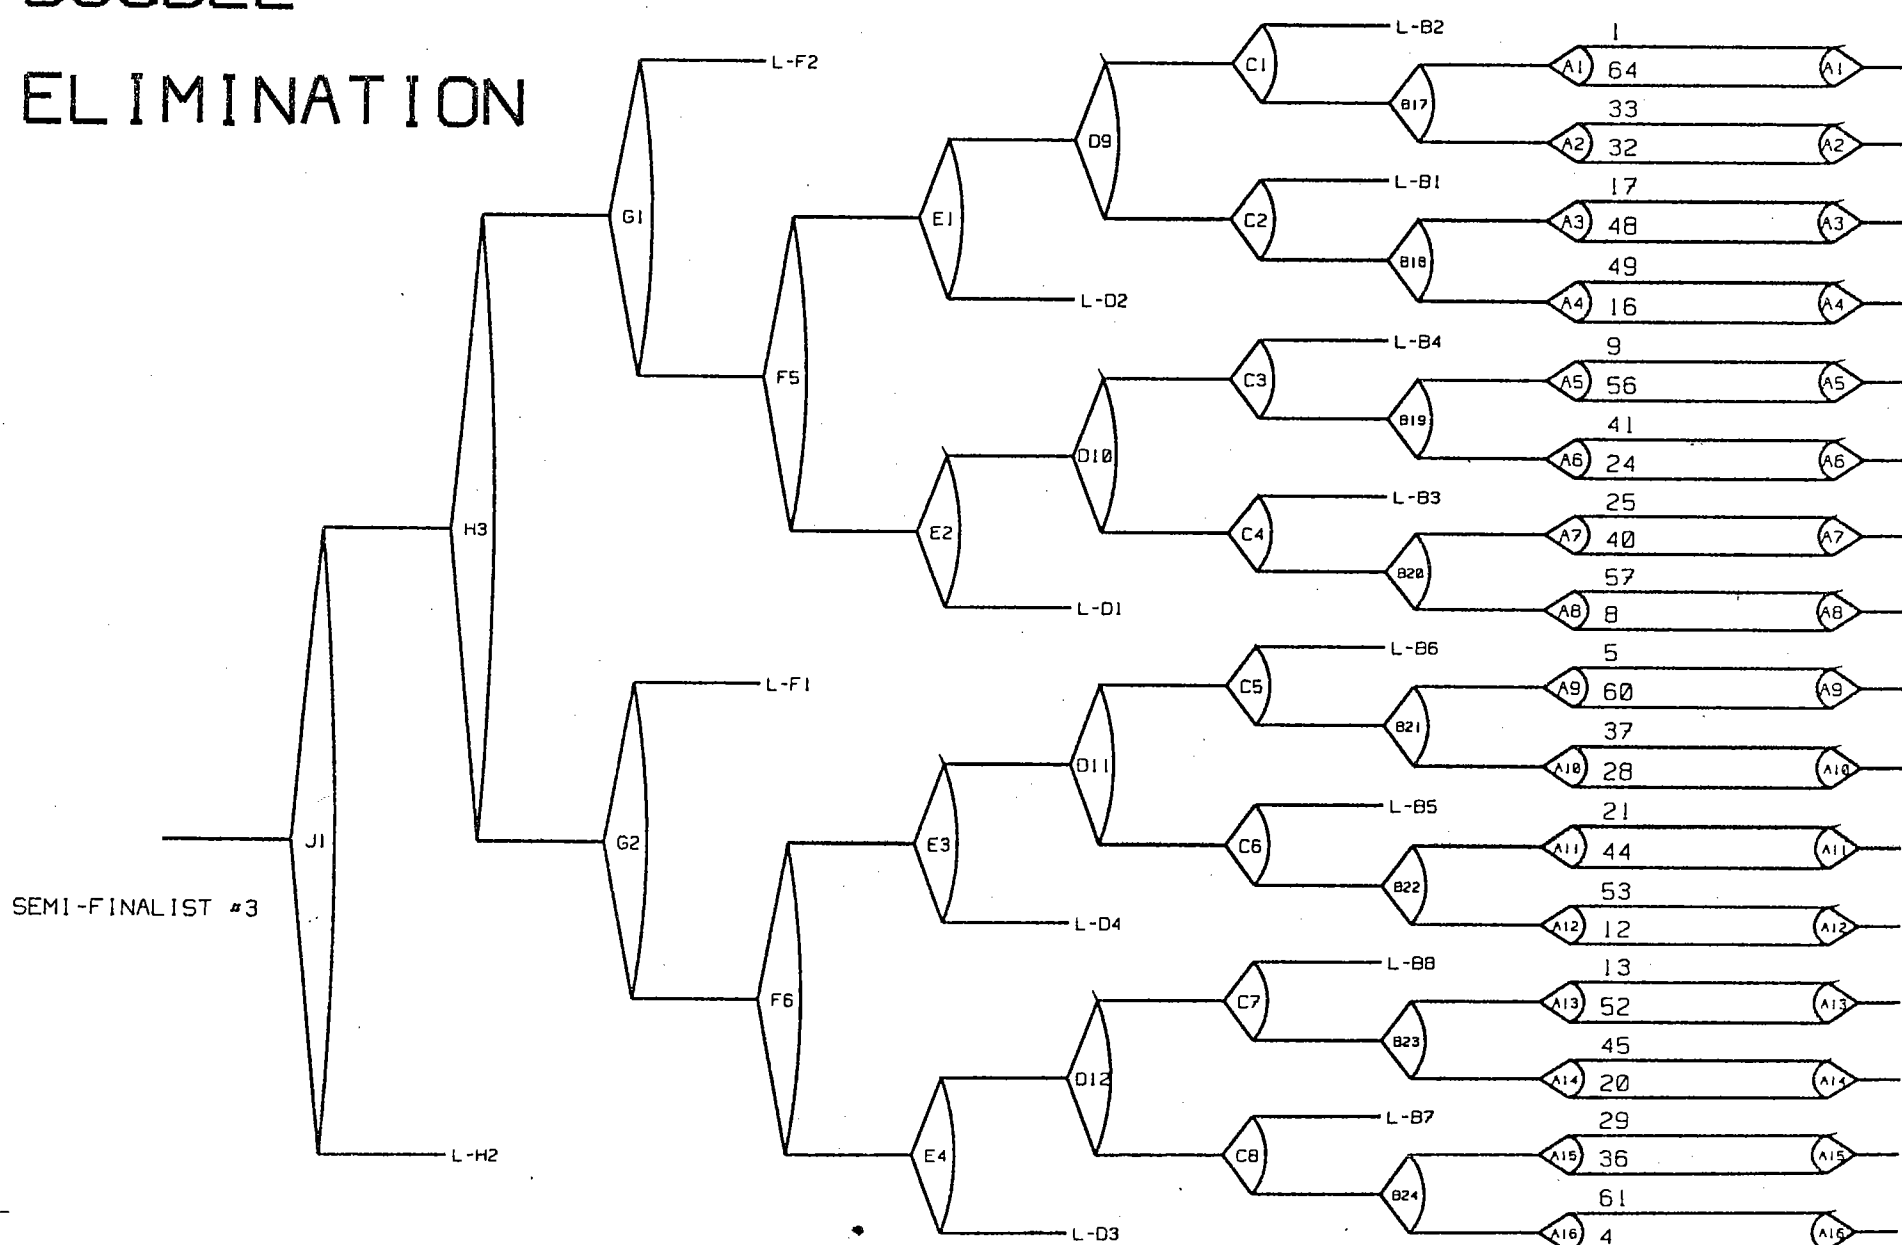 ELIMINATION
L-B2
1
L-F2
C1
A1 64 A1
B17
33
D9
A2 32 A2
L-B1
17
G1
E1
C2
A3 48 A3
B18
49
L-D2
A4 16 A4
L-B4
9
F5
C3
A5 56 A5
B19
41
D10
A6 24 A6
L-B3
25
H3
E2
C4
A7 40 A7
B20
57
L-D1
A8 8 A8
L-B6
5
L-F1
C5
A9 60 A9
B21
37
D11
A10 28 A10
L-B5
21
J1
G2
E3
C6
A11 44 A11
B22
53
SEMI-FINALIST #3
L-D4
A12 12 A12
L-B8
13
F6
C7
A13 52 A13
B23
45
D12
A14 20 A14
L-B7
29
L-H2
E4
C8
A15 36 A15
B24
61
L-D3
A16 4 A16